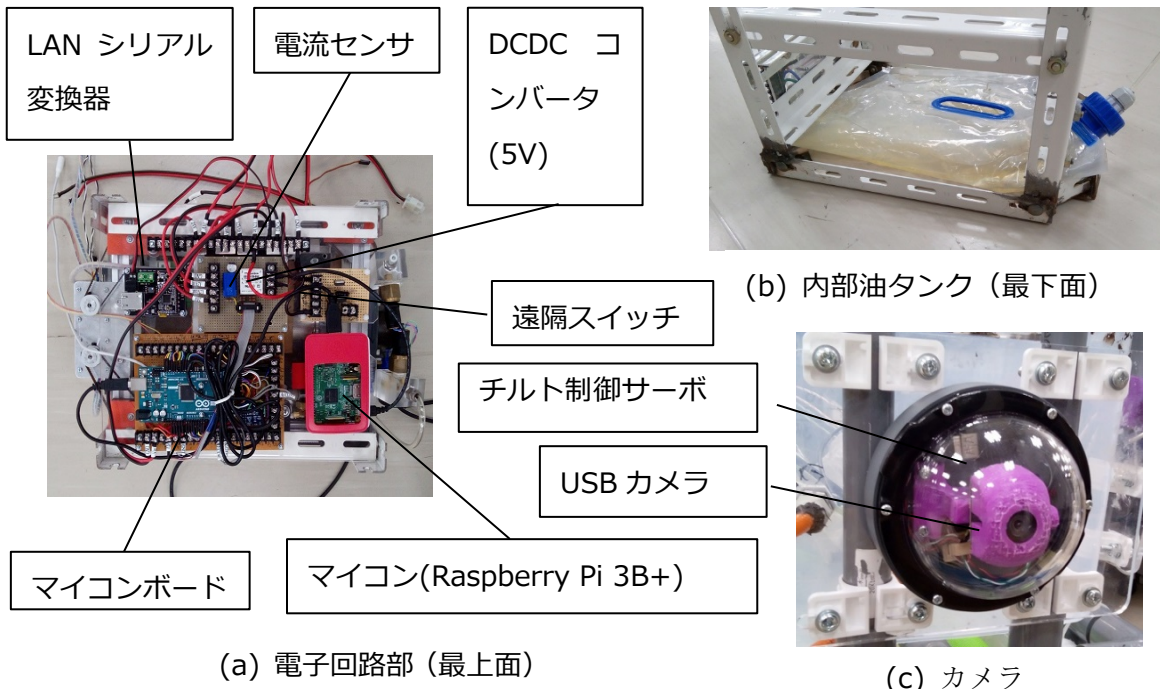 LAN シリアル
変換器
電流センサ
DCDC コ
ンバータ
(5V)
遠隔スイッチ
チルト制御サーボ
USB カメラ
マイコンボード
マイコン(Raspberry Pi 3B+)
(a) 電子回路部（最上面）
(b) 内部油タンク（最下面）
(c) カメラ